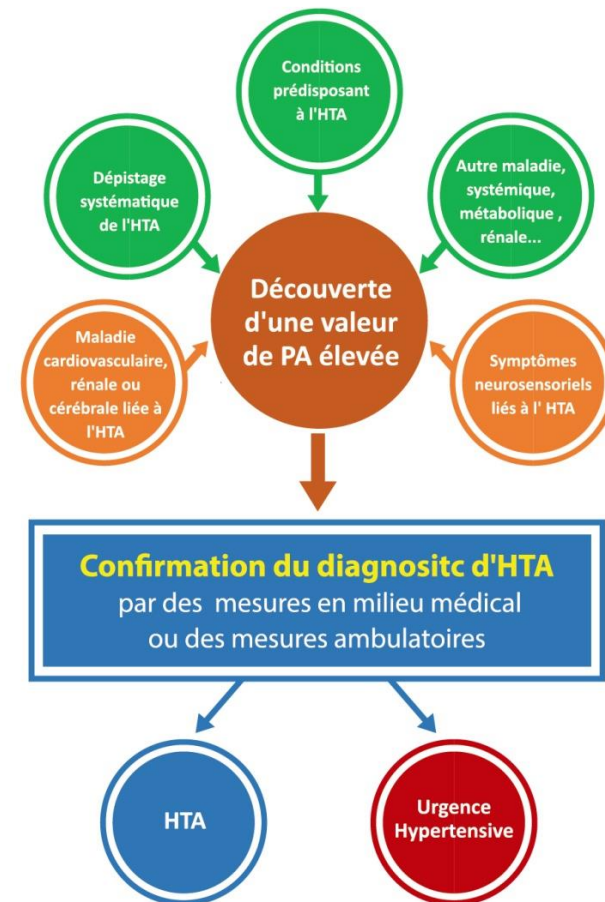 Conditions
prédisposant
à l'HTA
Dépistage
systématique
de l'HTA
Autre maladie,
systémique,
métabolique ,
rénale...
Découverte
d'une valeur
de PA élevée
Maladie
cardiovasculaire,
rénale ou
cérébrale liée à
l'HTA
Symptômes
neurosensoriels
liés à l' HTA
Confirmation du diagnositc d'HTA
par des mesures en milieu médical
ou des mesures ambulatoires
HTA
Urgence
Hypertensive